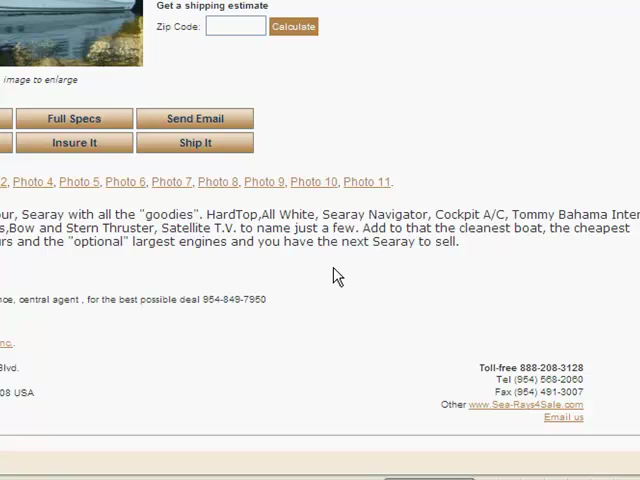 Get a shipping estimate
Zip Code: Calculate
image to enlarge
Full Specs Send Email
Insure It Ship It
2, Photo 4, Photo 5, Photo 6, Photo 7, Photo 8, Photo 9, Photo 10, Photo 11.
our, Searay with all the "goodies". HardTop,All White, Searay Navigator, Cockpit A/C, Tommy Bahama Inter
s,Bow and Stern Thruster, Satellite T.V. to name just a few. Add to that the cleanest boat, the cheapest
urs and the "optional" largest engines and you have the next Searay to sell.
nce, central agent , for the best possible deal 954-849-7950
nc..
Blvd.
08 USA
Toll-free 888-208-3128
Tel (954) 568-2060
Fax (954) 491-3007
Other www.Sea-Rays4Sale.com
Email us